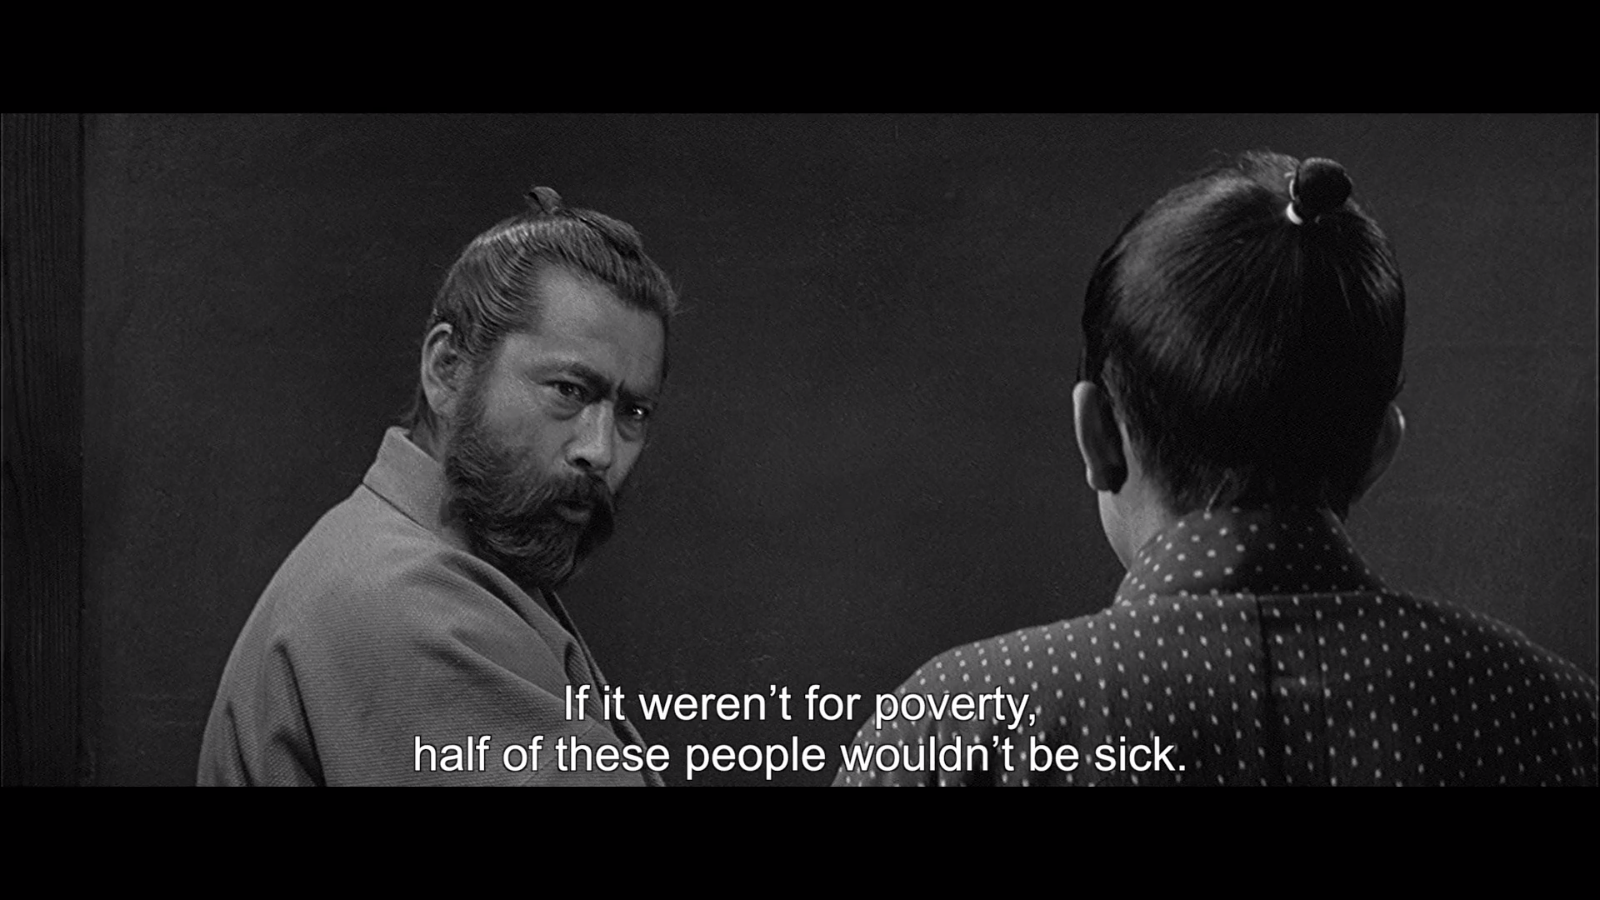 If it weren’t for poverty,
half of these people wouldn’t be sick.